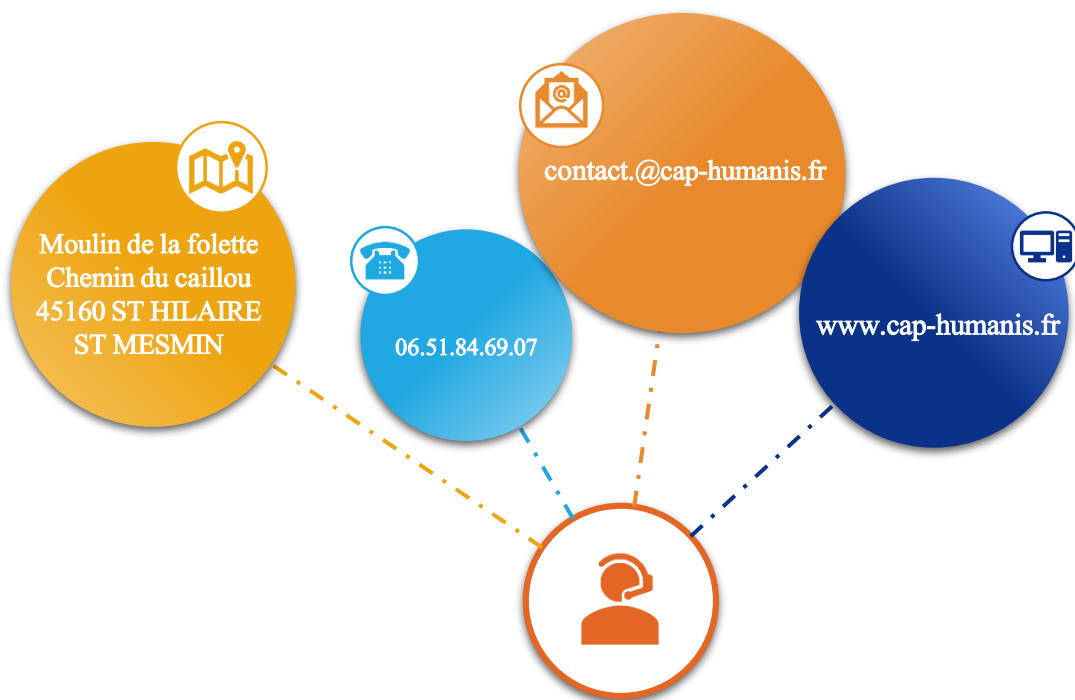 Moulin de la folette
Chemin du caillou
45160 ST HILAIRE
ST MESMIN
06.51.84.69.07
contact.@cap-humanis.fr
www.cap-humanis.fr